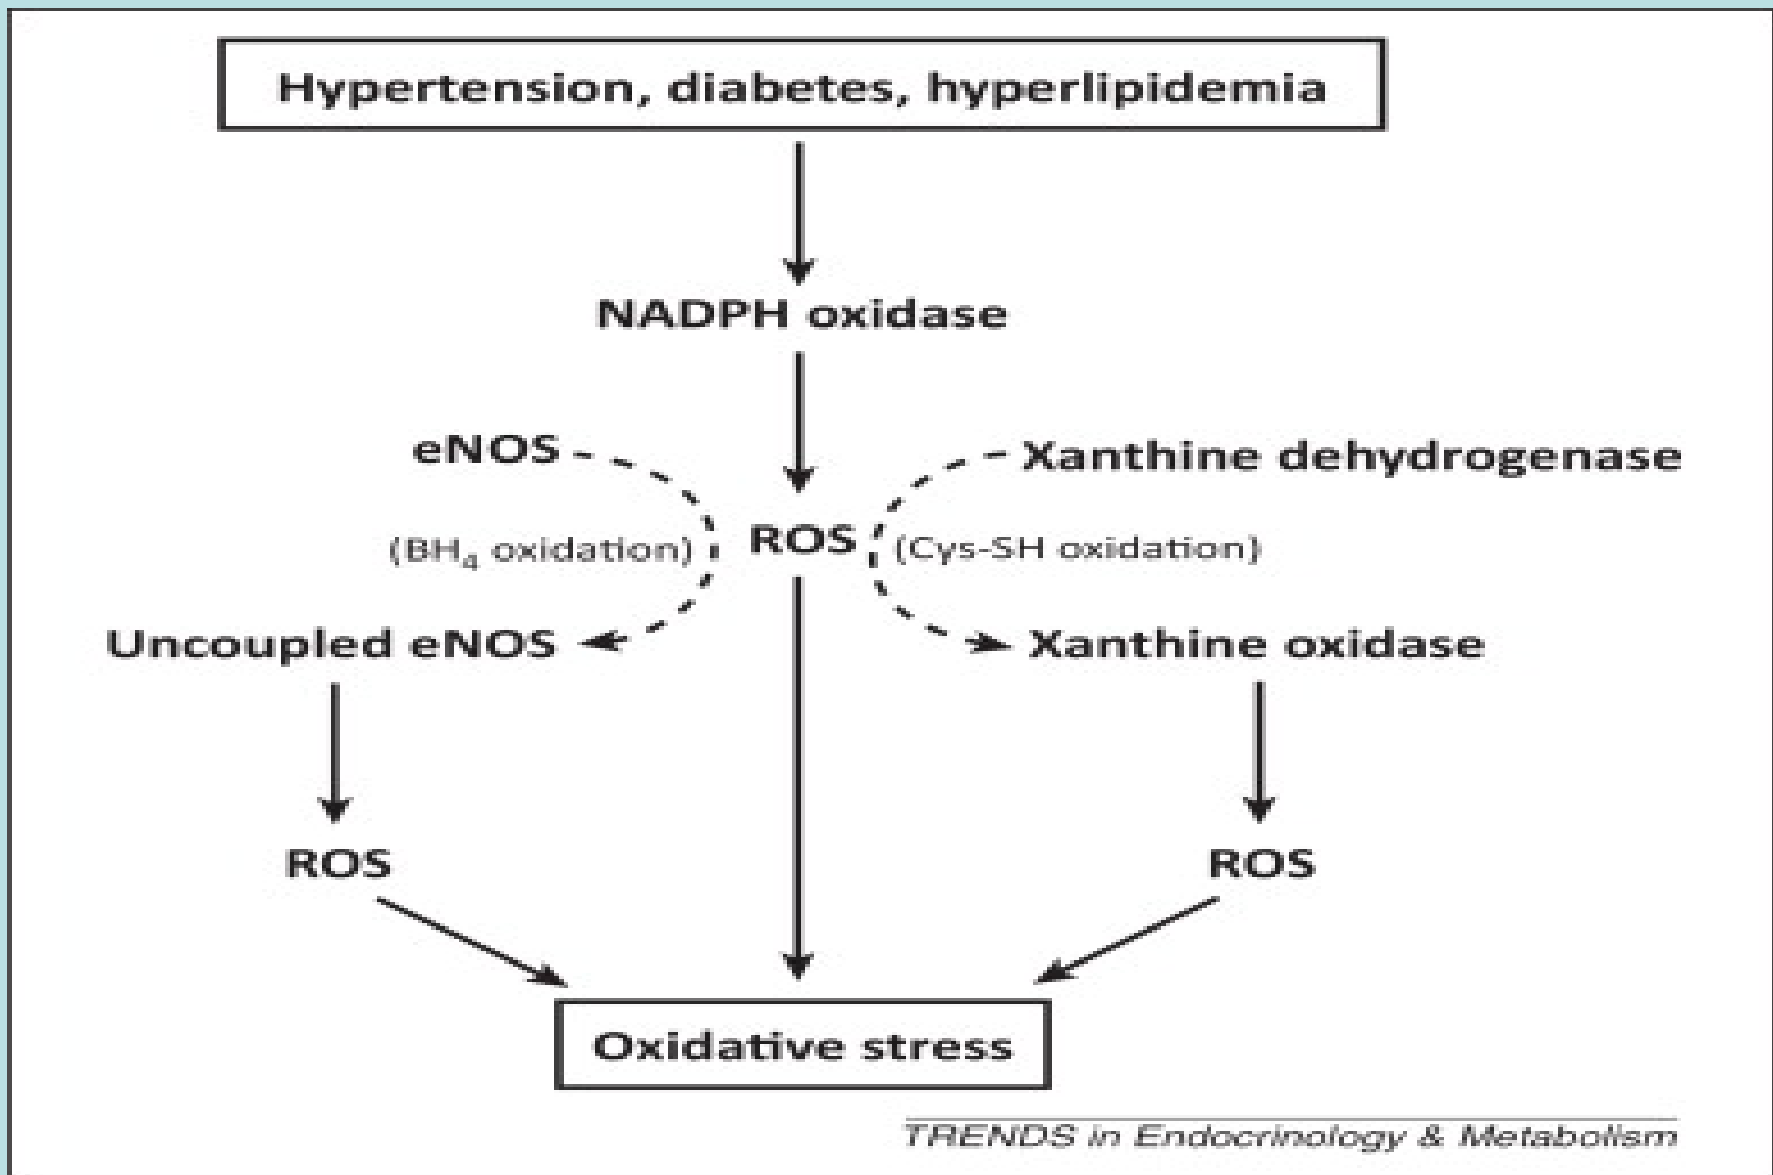 Hypertension, diabetes, hyperlipidemia
NADPH oxidase
eNOS
Xanthine dehydrogenase
ROS
(BH₄ oxidation)
(Cys-SH oxidation)
Uncoupled eNOS
Xanthine oxidase
ROS
ROS
Oxidative stress
TRENDS in Endocrinology & Metabolism